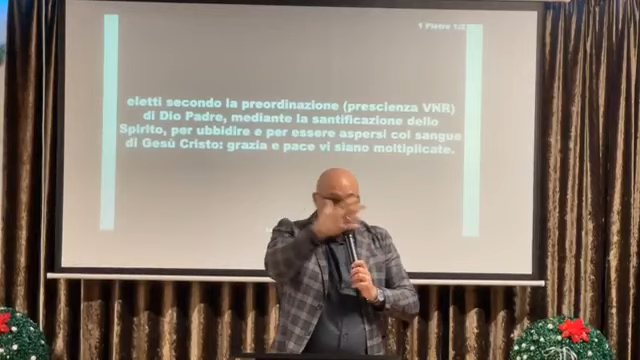 1 Pietro 1:2
eletti secondo la preordinazione (prescienza VNR)
di Dio Padre, mediante la santificazione dello
Spirito, per ubbidire e per essere aspersi col sangue
di Gesù Cristo: grazia e pace vi siano moltiplicate.